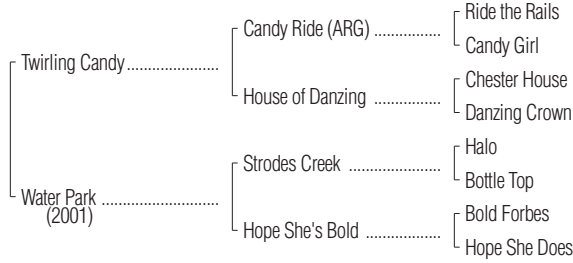 Ride the Rails
Candy Ride (ARG) ................
Candy Girl
Twirling Candy ......................
Chester House
House of Danzing ................
Danzing Crown
Halo
Strodes Creek ......................
Bottle Top
Water Park ............................
(2001)
Bold Forbes
Hope She's Bold ..................
Hope She Does